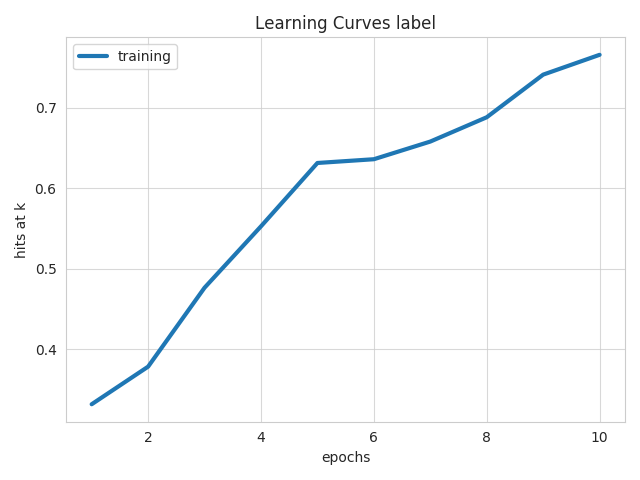 Learning Curves label
training
hits at k
0.7
0.6
0.5
0.4
2 4 6 8 10
epochs